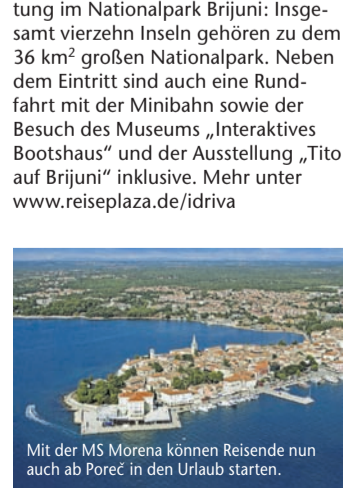 tung im Nationalpark Brijuni: Insge-
samt vierzehn Inseln gehören zu dem
36 km² großen Nationalpark. Neben
dem Eintritt sind auch eine Rund-
fahrt mit der Minibahn sowie der
Besuch des Museums „Interaktives
Bootshaus“ und der Ausstellung „Tito
auf Brijuni“ inklusive. Mehr unter
www.reiseplaza.de/idriva
Mit der MS Morena können Reisende nun
auch ab Poreč in den Urlaub starten.